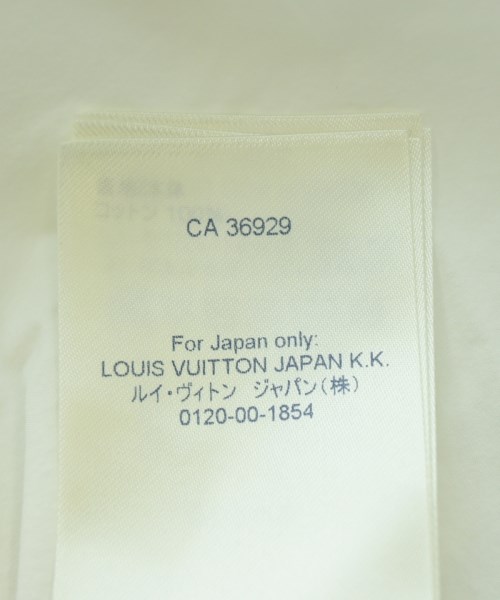 CA 36929
For Japan only:
LOUIS VUITTON JAPAN K.K.
ルイ・ヴィトン ジャパン(株)
0120-00-1854